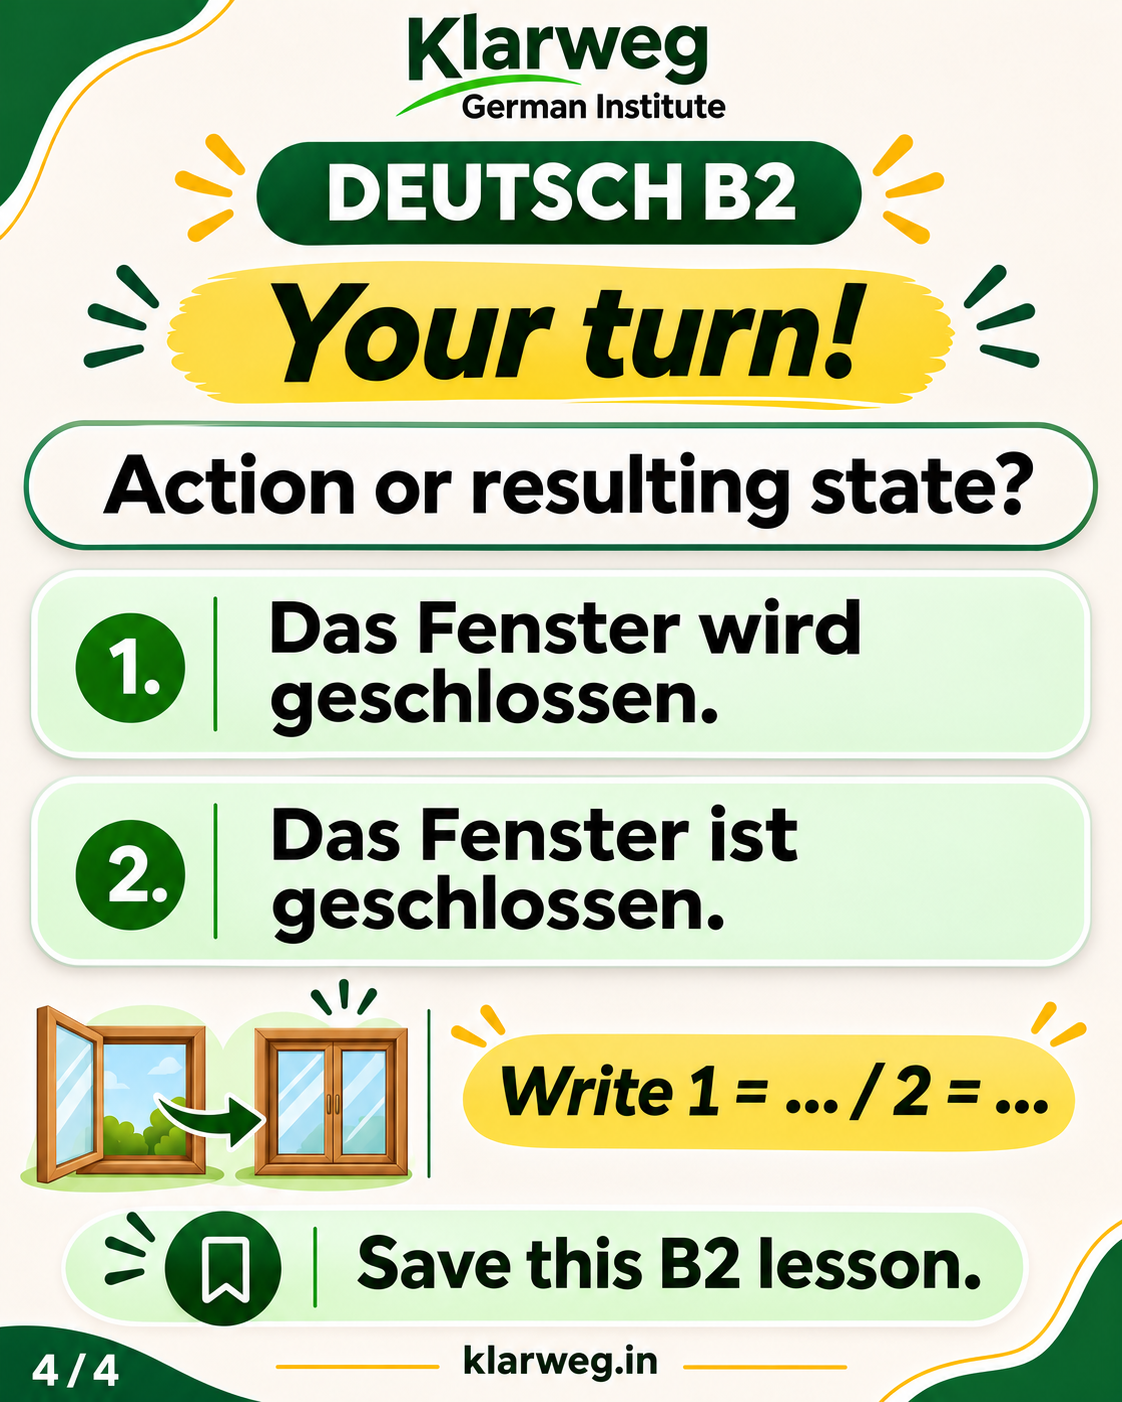 Klarweg
German Institute
DEUTSCH B2
Your turn!
Action or resulting state?
1.
Das Fenster wird
geschlossen.
2.
Das Fenster ist
geschlossen.
Write 1 = ... / 2 = ...
Save this B2 lesson.
4 / 4
klarweg.in